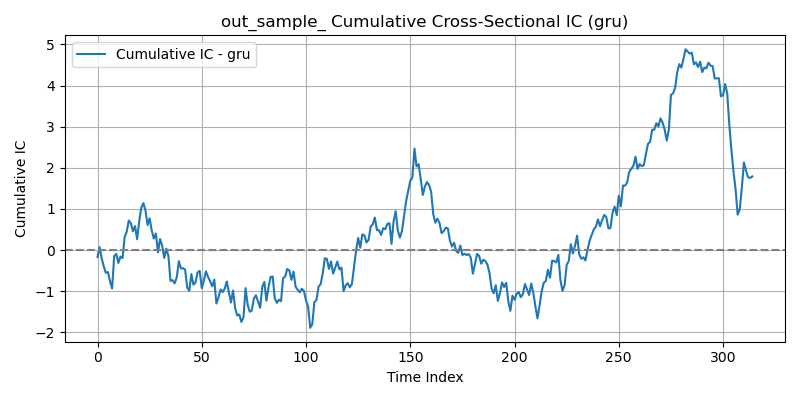 out_sample_ Cumulative Cross-Sectional IC (gru)
Cumulative IC - gru
Cumulative IC
5
4
3
2
1
0
−1
−2
0 50 100 150 200 250 300
Time Index